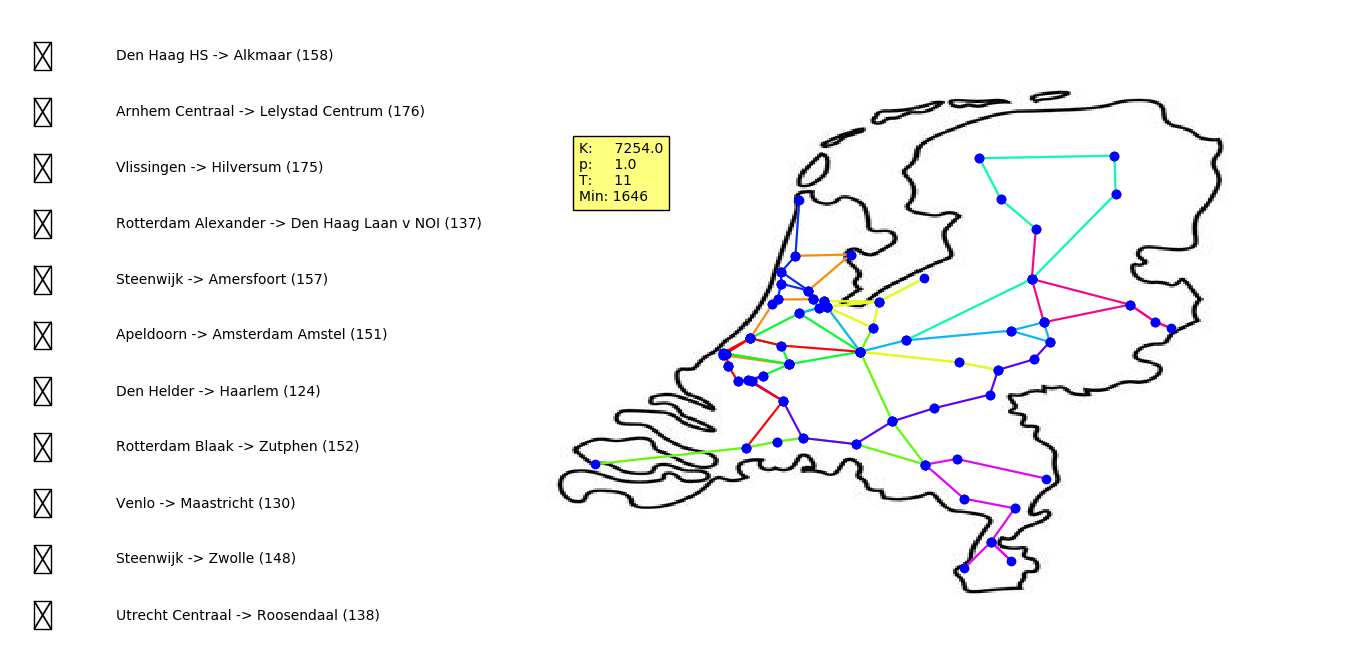 Den Haag HS -> Alkmaar (158)
Arnhem Centraal -> Lelystad Centrum (176)
Vlissingen -> Hilversum (175)
Rotterdam Alexander -> Den Haag Laan v NOI (137)
Steenwijk -> Amersfoort (157)
Apeldoorn -> Amsterdam Amstel (151)
Den Helder -> Haarlem (124)
Rotterdam Blaak -> Zutphen (152)
Venlo -> Maastricht (130)
Steenwijk -> Zwolle (148)
Utrecht Centraal -> Roosendaal (138)
K: 7254.0
p: 1.0
T: 11
Min: 1646